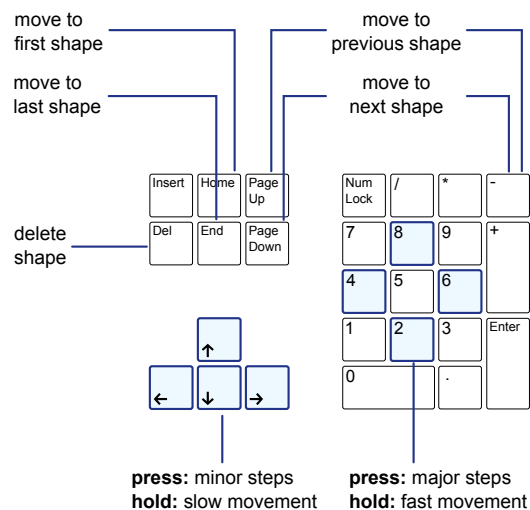 move to
first shape
move to
previous shape
move to
last shape
move to
next shape
Insert
Home
Page
Up
Num
Lock
/
*
-
delete
shape
Del
End
Page
Down
7
8
9
+
4
5
6
↑
1
2
3
Enter
←
↓
→
0
.
press: minor steps
hold: slow movement
press: major steps
hold: fast movement